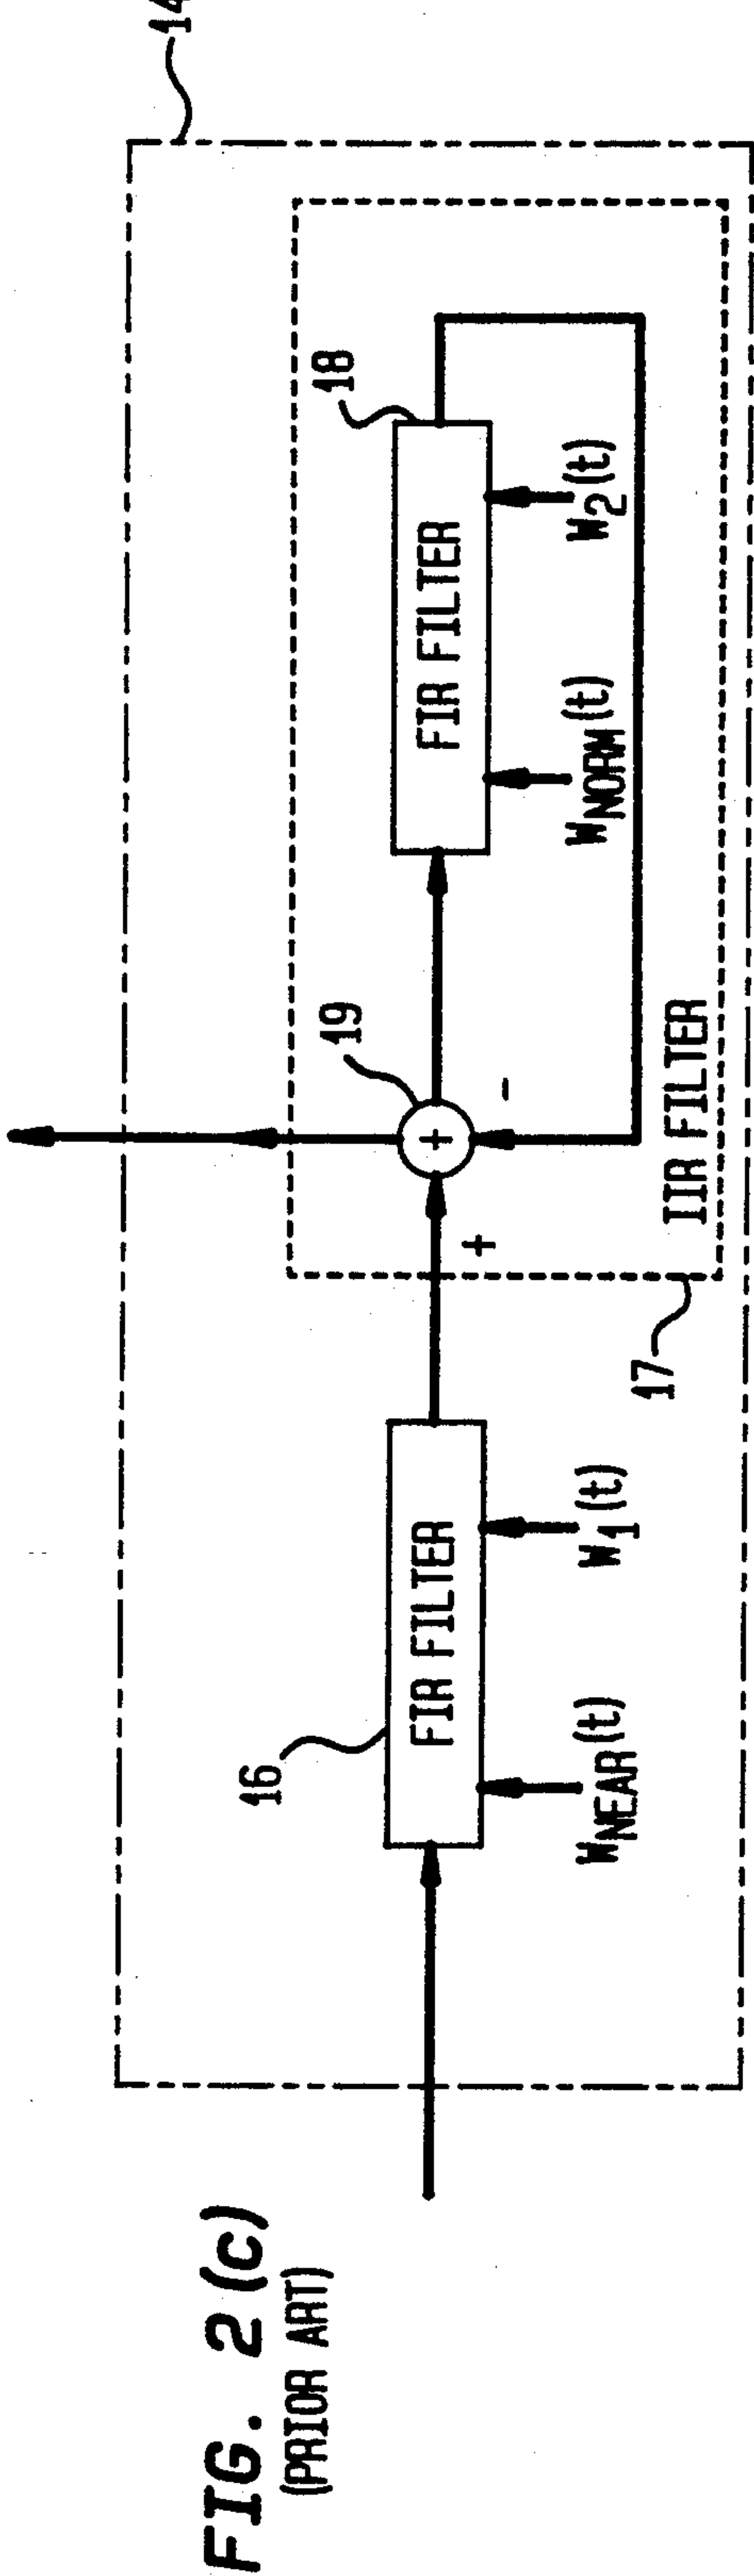 FIG. 2(c)
(PRIOR ART)
14
16
FIR FILTER
W_NEAR(t)
W_1(t)
17
+
19
+
-
18
FIR FILTER
W_NORM(t)
W_2(t)
IIR FILTER